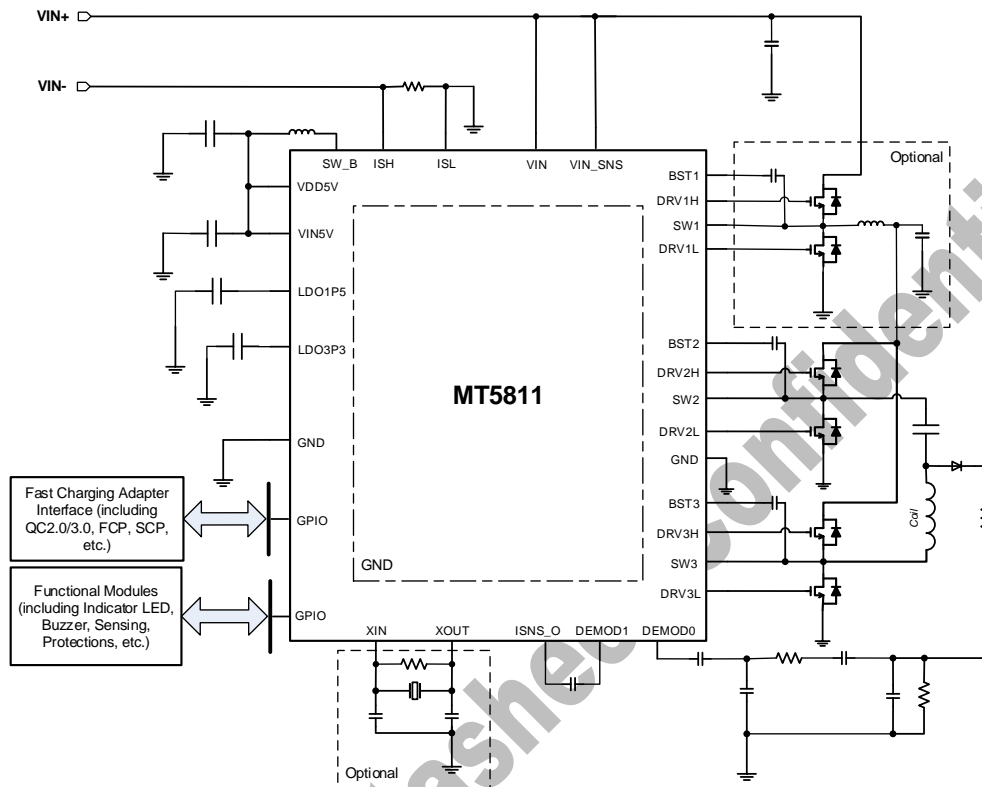 VIN+
VIN-
SW_B
ISH
ISL
VIN
VIN_SNS
Optional
VDD5V
VIN5V
LDO1P5
LDO3P3
GND
GPIO
GPIO
BST1
DRV1H
SW1
DRV1L
BST2
DRV2H
SW2
DRV2L
GND
BST3
DRV3H
SW3
DRV3L
MT5811
GND
Coil
Fast Charging Adapter
Interface (including
QC2.0/3.0, FCP, SCP,
etc.)
Functional Modules
(including Indicator LED,
Buzzer, Sensing,
Protections, etc.)
XIN
XOUT
ISNS_O
DEMOD1
DEMOD0
Optional